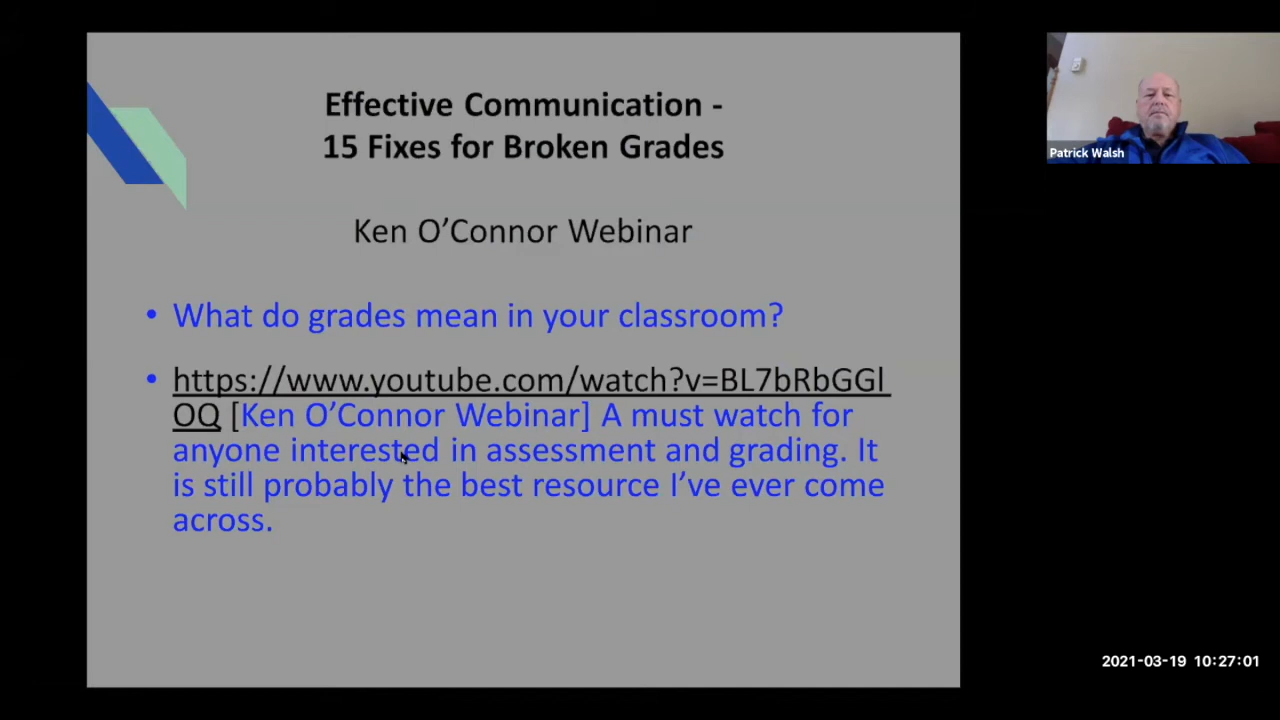 Effective Communication -
15 Fixes for Broken Grades
Ken O’Connor Webinar
• What do grades mean in your classroom?
• https://www.youtube.com/watch?v=BL7bRbGGl
OQ [Ken O’Connor Webinar] A must watch for
anyone interested in assessment and grading. It
is still probably the best resource I’ve ever come
across.
Patrick Walsh
2021-03-19 10:27:01